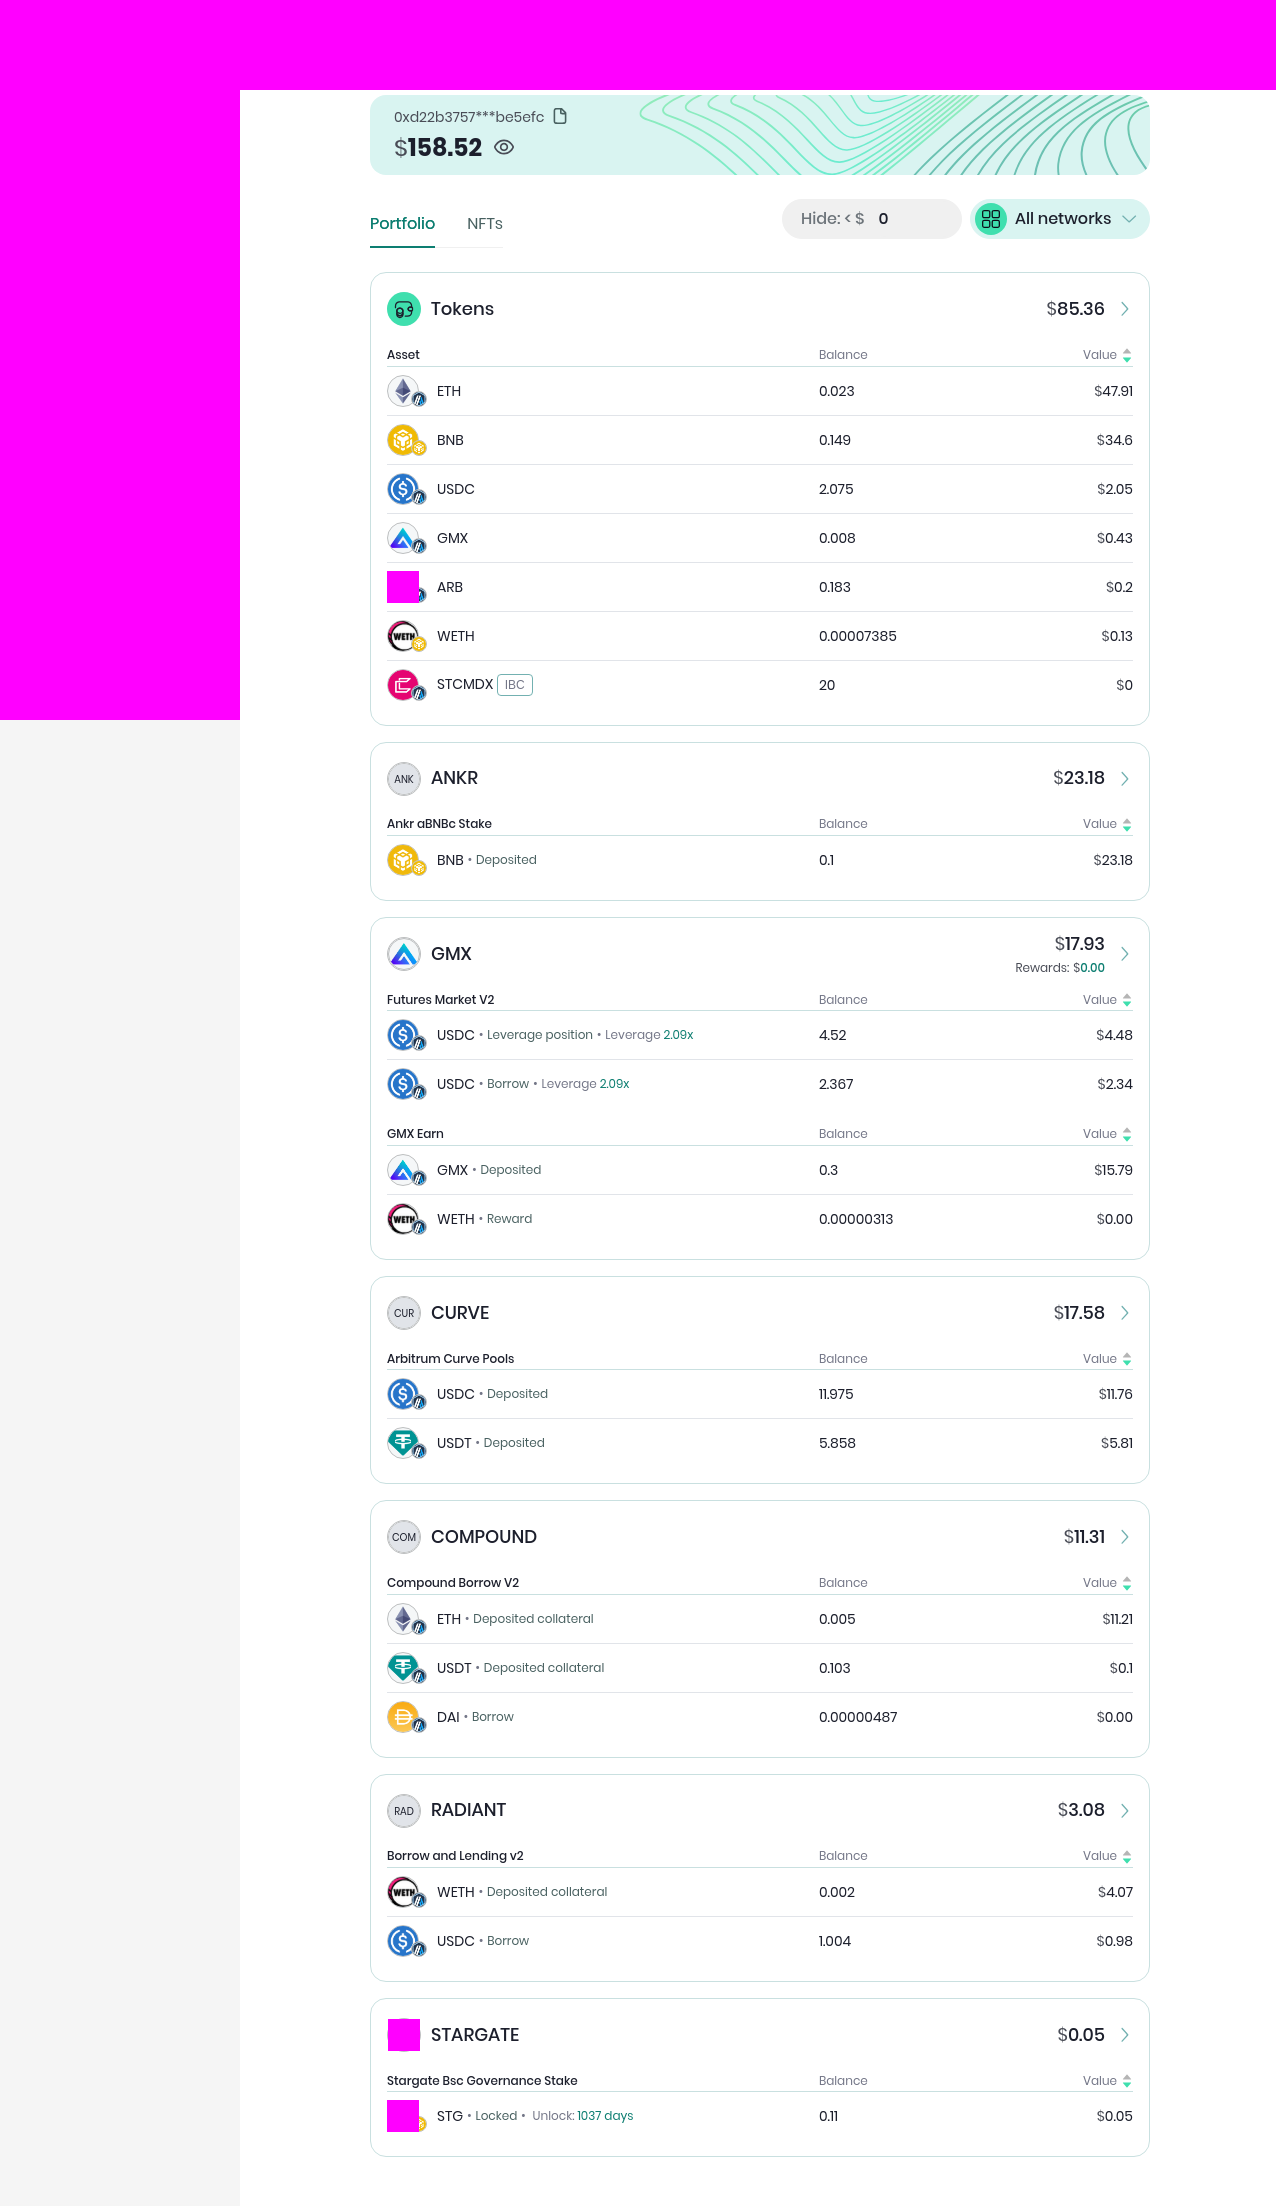 0xd22b3757***be5efc
$158.52
Portfolio NFTs Hide: < $ 0 All networks
Tokens $85.36
Asset Balance Value
ETH 0.023 $47.91
BNB 0.149 $34.6
USDC 2.075 $2.05
GMX 0.008 $0.43
ARB 0.183 $0.2
WETH WETH 0.00007385 $0.13
STCMDX IBC 20 $0
ANK ANKR $23.18
Ankr aBNBc Stake Balance Value
BNB • Deposited 0.1 $23.18
GMX $17.93
Rewards: $0.00
Futures Market V2 Balance Value
USDC • Leverage position • Leverage 2.09x 4.52 $4.48
USDC • Borrow • Leverage 2.09x 2.367 $2.34
GMX Earn Balance Value
GMX • Deposited 0.3 $15.79
WETH WETH • Reward 0.00000313 $0.00
CUR CURVE $17.58
Arbitrum Curve Pools Balance Value
USDC • Deposited 11.975 $11.76
USDT • Deposited 5.858 $5.81
COM COMPOUND $11.31
Compound Borrow V2 Balance Value
ETH • Deposited collateral 0.005 $11.21
USDT • Deposited collateral 0.103 $0.1
DAI • Borrow 0.00000487 $0.00
RAD RADIANT $3.08
Borrow and Lending v2 Balance Value
WETH WETH • Deposited collateral 0.002 $4.07
USDC • Borrow 1.004 $0.98
STARGATE $0.05
Stargate Bsc Governance Stake Balance Value
STG • Locked • Unlock: 1037 days 0.11 $0.05